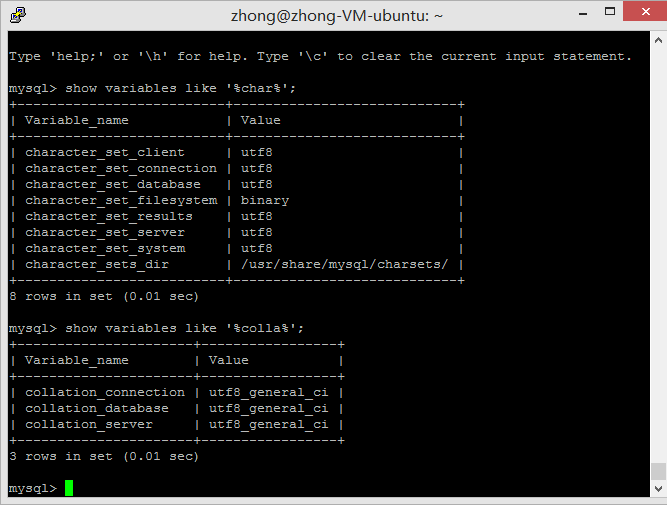 zhong@zhong-VM-ubuntu: ~
Type 'help;' or '\h' for help. Type '\c' to clear the current input statement.
mysql> show variables like '%char%';
+--------------------------+----------------------------+
| Variable_name            | Value                      |
+--------------------------+----------------------------+
| character_set_client     | utf8                       |
| character_set_connection | utf8                       |
| character_set_database   | utf8                       |
| character_set_filesystem | binary                     |
| character_set_results    | utf8                       |
| character_set_server     | utf8                       |
| character_set_system     | utf8                       |
| character_sets_dir       | /usr/share/mysql/charsets/ |
+--------------------------+----------------------------+
8 rows in set (0.01 sec)
mysql> show variables like '%colla%';
+----------------------+-----------------+
| Variable_name        | Value           |
+----------------------+-----------------+
| collation_connection | utf8_general_ci |
| collation_database   | utf8_general_ci |
| collation_server     | utf8_general_ci |
+----------------------+-----------------+
3 rows in set (0.01 sec)
mysql>